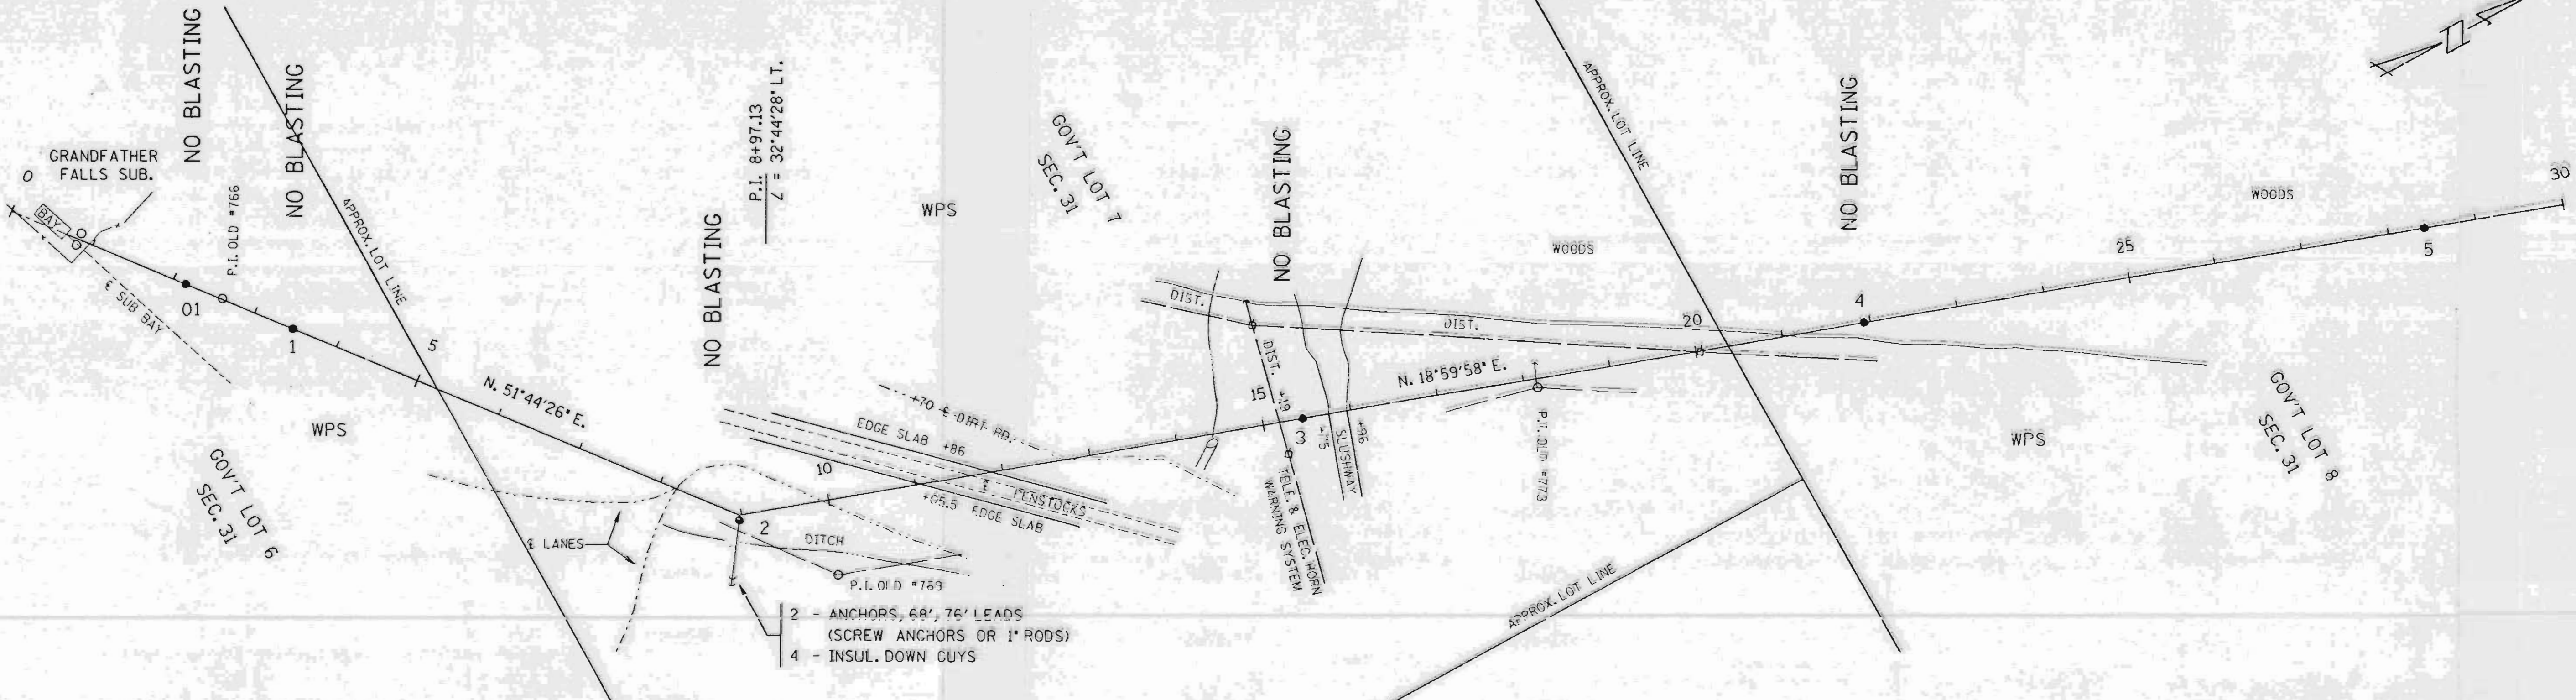 NO BLASTING
NO BLASTING
GRANDFATHER
FALLS SUB.
0
BAY
P.I. OLD #766
APPROX. LOT LINE
℄ SUB BAY
01
1
5
N. 51°44'26" E.
WPS
GOV'T LOT 6
SEC. 31
NO BLASTING
P.I. 8+97.13
∠ = 32°44'28" LT.
WPS
GOV'T LOT 7
SEC. 31
NO BLASTING
+70 ℄ DIRT RD.
EDGE SLAB +86
10
℄ PENSTOCKS
+05.5 EDGE SLAB
2
DITCH
℄ LANES
P.I. OLD #769
2 - ANCHORS, 68', 76' LEADS
(SCREW ANCHORS OR 1" RODS)
4 - INSUL. DOWN GUYS
DIST.
DIST.
DIST.
15
+19
3
+75
SLUSHWAY
+96
TELE. & ELEC. HORN
WARNING SYSTEM
N. 18°59'58" E.
P.I. OLD #773
WOODS
APPROX. LOT LINE
20
APPROX. LOT LINE
NO BLASTING
4
25
WOODS
WPS
5
30
GOV'T LOT 8
SEC. 31
N